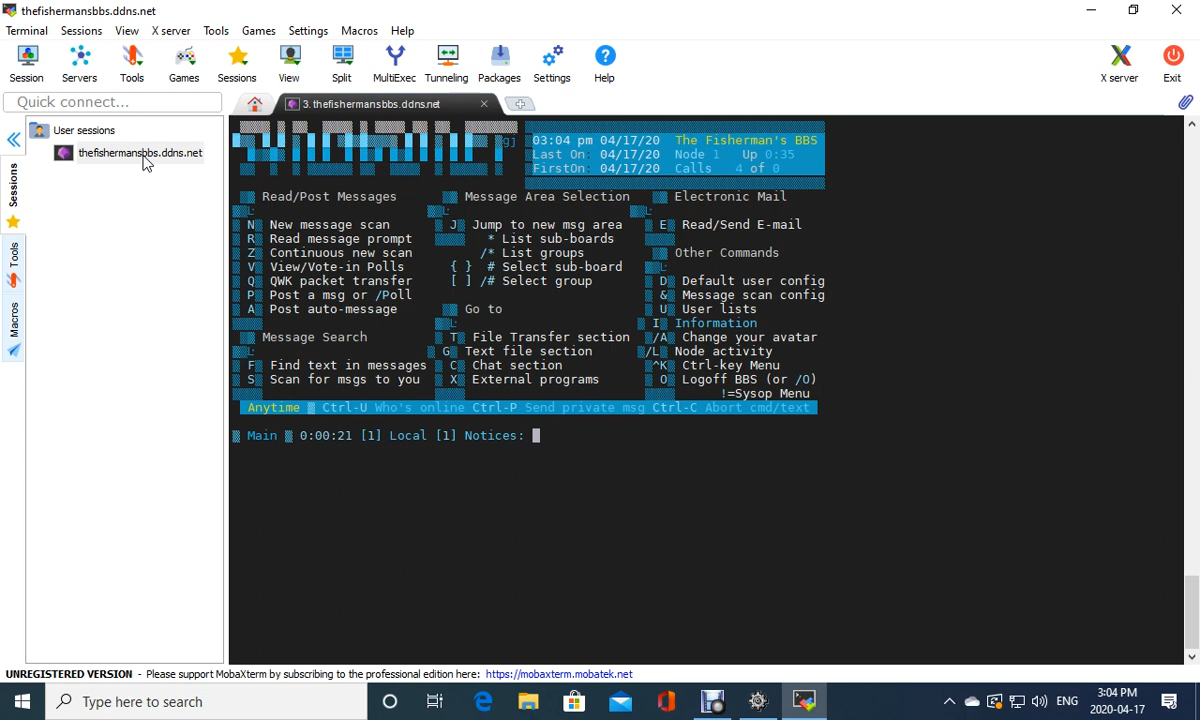 thefishermansbbs.ddns.net
Terminal Sessions View X server Tools Games Settings Macros Help
Session Servers Tools Games Sessions View Split MultiExec Tunneling Packages Settings Help X server Exit
Quick connect...
3. thefishermansbbs.ddns.net
User sessions
thefishermansbbs.ddns.net
Sessions
Tools
Macros
gj
03:04 pm 04/17/20 The Fisherman's BBS
Last On: 04/17/20 Node 1 Up 0:35
FirstOn: 04/17/20 Calls 4 of 0
Read/Post Messages Message Area Selection Electronic Mail
N New message scan J Jump to new msg area E Read/Send E-mail
R Read message prompt * List sub-boards
Z Continuous new scan /* List groups Other Commands
V View/Vote-in Polls { } # Select sub-board
Q QWK packet transfer [ ] /# Select group D Default user config
P Post a msg or /Poll & Message scan config
A Post auto-message Go to U User lists
I Information
Message Search T File Transfer section /A Change your avatar
G Text file section /L Node activity
F Find text in messages C Chat section ^K Ctrl-key Menu
S Scan for msgs to you X External programs O Logoff BBS (or /O)
!=Sysop Menu
Anytime Ctrl-U Who's online Ctrl-P Send private msg Ctrl-C Abort cmd/text
Main 0:00:21 [1] Local [1] Notices:
UNREGISTERED VERSION - Please support MobaXterm by subscribing to the professional edition here: https://mobaxterm.mobatek.net
Type here to search
ENG
3:04 PM
2020-04-17